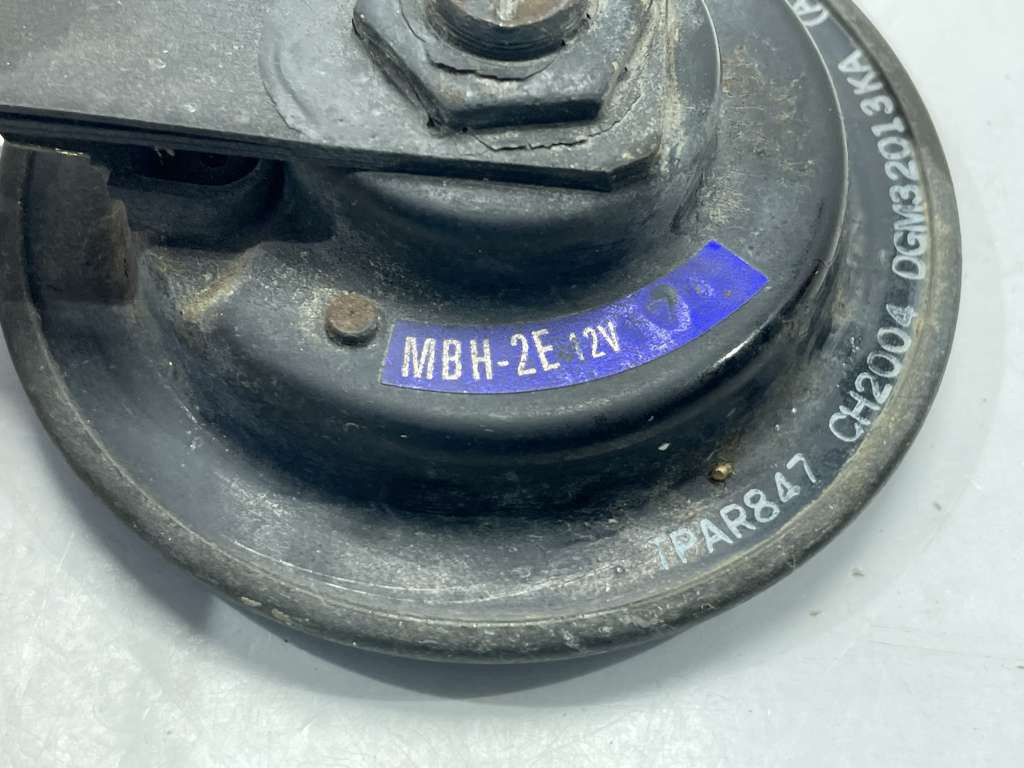 MBH-2E 12V
TPAR847 CH2004 DGM32013KA (A